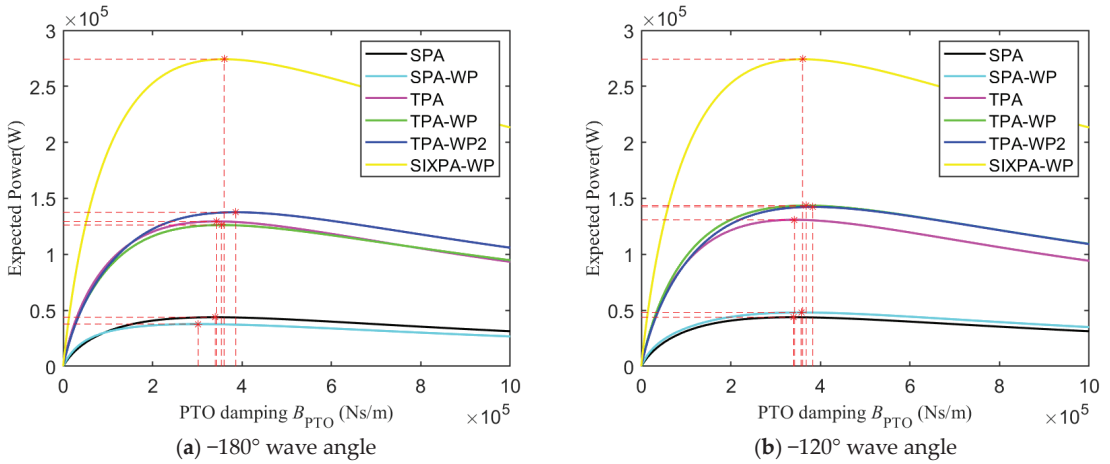 ×10⁵
3
2.5
2
1.5
1
0.5
0
Expected Power(W)
SPA
SPA-WP
TPA
TPA-WP
TPA-WP2
SIXPA-WP
0 2 4 6 8 10
×10⁵
PTO damping B_PTO (Ns/m)
(a) −180° wave angle
×10⁵
3
2.5
2
1.5
1
0.5
0
Expected Power(W)
SPA
SPA-WP
TPA
TPA-WP
TPA-WP2
SIXPA-WP
0 2 4 6 8 10
×10⁵
PTO damping B_PTO (Ns/m)
(b) −120° wave angle